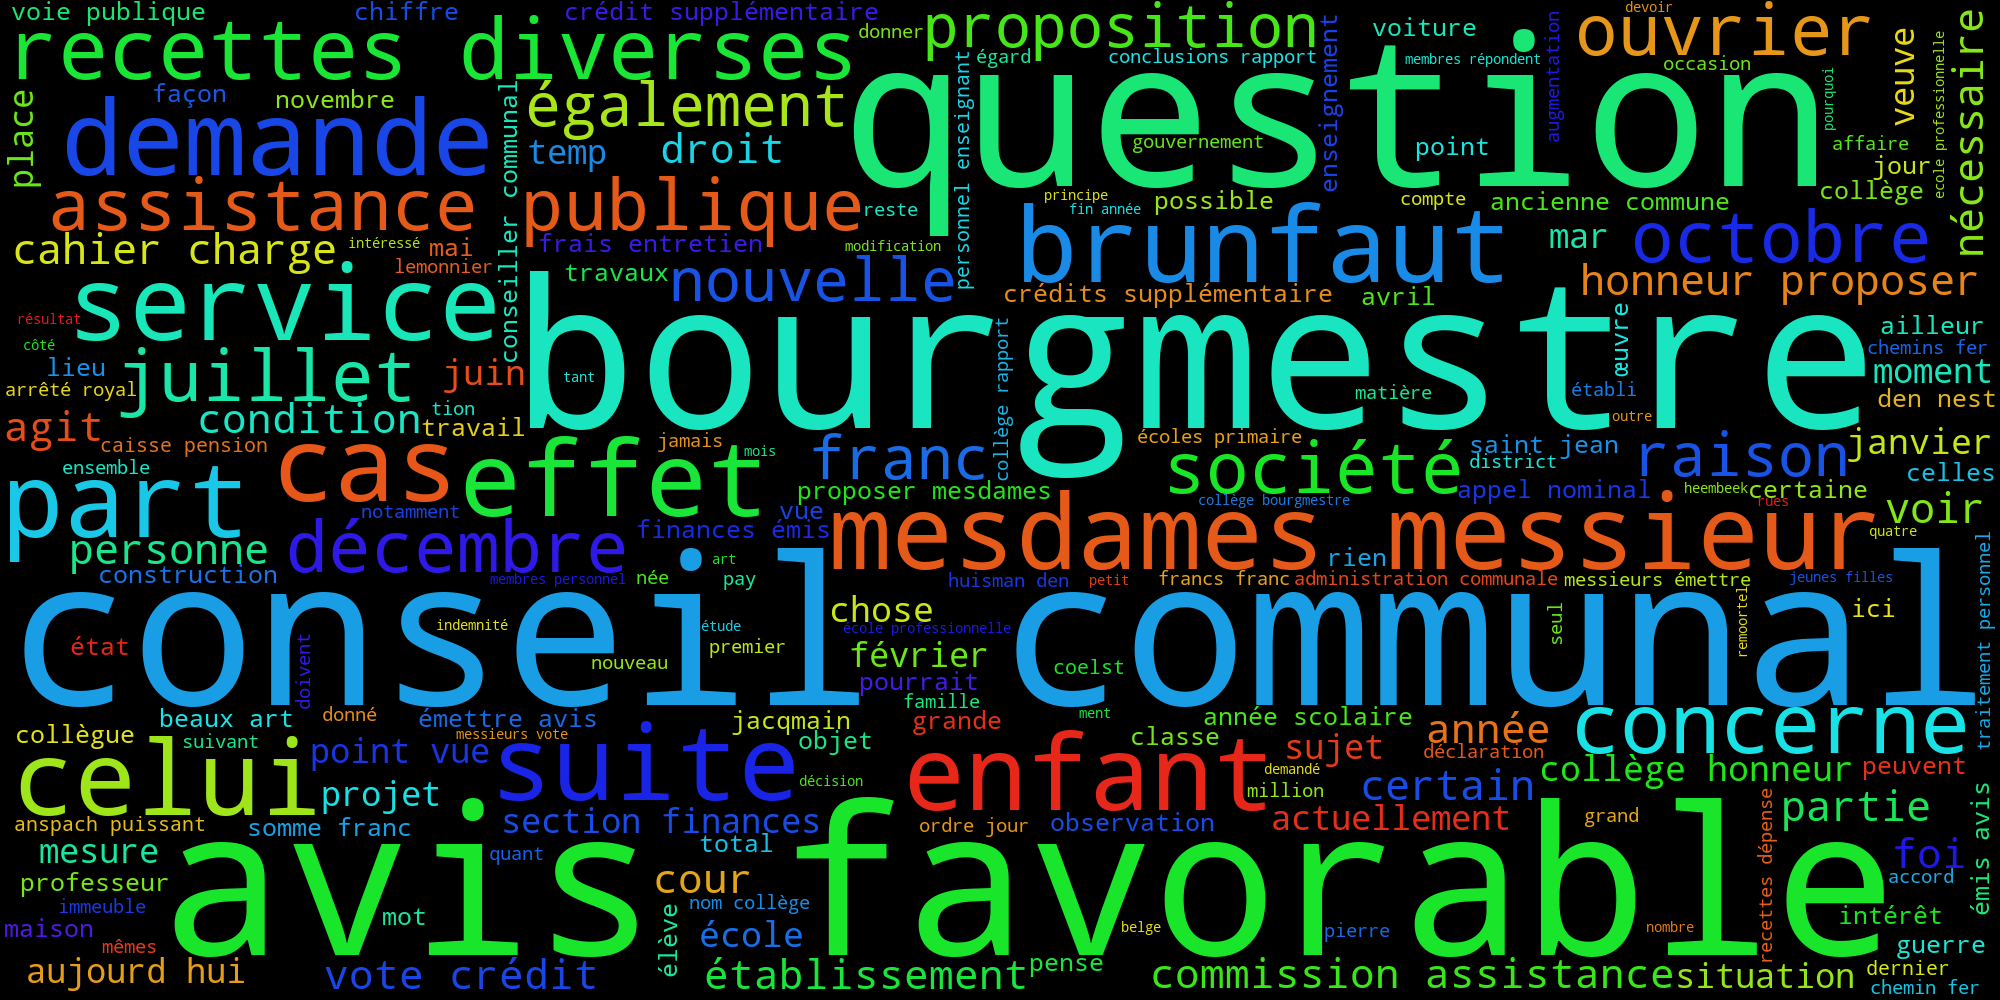 voie publique
chiffre
crédit supplémentaire
recettes diverses
donner
proposition
voiture
devoir
ouvrier
nécessaire
égard
conclusions rapport
membres répondent
occasion
veuve
école professionnelle
façon
novembre
place
demande
également
question
enseignement
augmentation
pourquoi
gouvernement
point
affaire
temp
droit
personnel enseignant
conseiller communal
jour
collège
assistance publique
reste
principe
fin année
possible
compte
ancienne commune
cahier charge
intéressé
mai
lemonnier
frais entretien
modification
brunfaut
mar
octobre
travaux
nouvelle
crédits supplémentaire
avril
honneur proposer
service
résultat
côté
bourgmestre
œuvre
ailleur
chemins fer
lieu
juillet
juin
tant
collège rapport
matière
établi
moment
arrêté royal
den nest
condition
tion
travail
outre
agit
caisse pension
cas
effet
jamais
mois
franc
écoles primaire
société
saint jean
district
raison
janvier
ensemble
celles
part
notamment
proposer mesdames
collège bourgmestre
appel nominal
heembeek
certaine
rues
voir
décembre
finances émis
vue
mesdames messieur
quatre
personne
construction
membres personnel
née
art
pay
rien
huisman den
petit
francs franc
administration communale
messieurs émettre
jeunes filles
traitement personnel
conseil communal
chose
ici
seul
remoortel
indemnité
étude
école professionnelle
état
doivent
nouveau
premier
février
coelst
pourrait
famille
beaux art
donné
émettre avis
jacqmain
grande
ment
année scolaire
année
concerne
collègue
suivant
messieurs vote
point vue
suite
objet
classe
sujet
déclaration
celui
projet
décision
enfant
demandé
million
certain
collège honneur
peuvent
partie
anspach puissant
somme franc
section finances
ordre jour
observation
actuellement
grand
recettes dépense
émis avis
mesure
quant
total
avis favorable
foi
professeur
cour
accord
immeuble
mot
nom collège
intérêt
maison
mêmes
élève
école
belge
pierre
nombre
guerre
aujourd hui
vote crédit
établissement
pense
commission assistance
situation
dernier
chemin fer